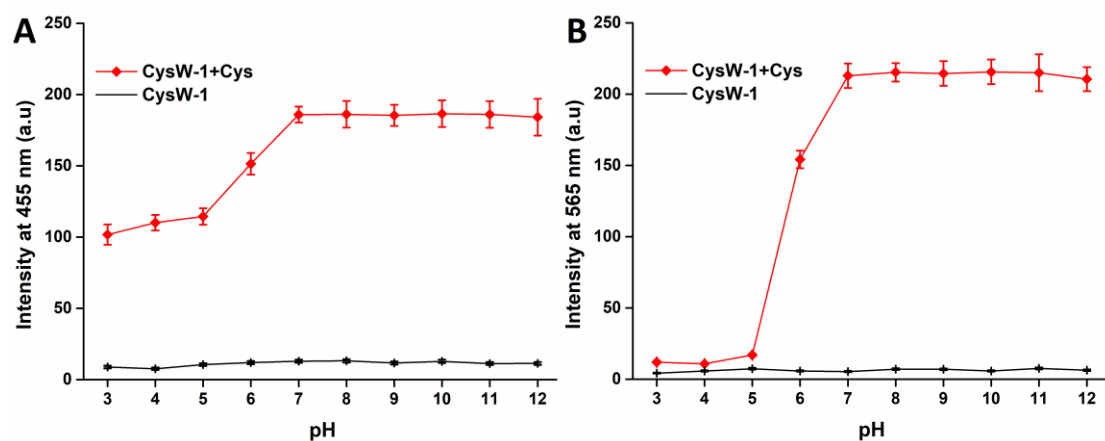 A
250
200
150
100
50
0
Intensity at 455 nm (a.u)
CysW-1+Cys
CysW-1
3 4 5 6 7 8 9 10 11 12
pH
B
250
200
150
100
50
0
Intensity at 565 nm (a.u)
CysW-1+Cys
CysW-1
3 4 5 6 7 8 9 10 11 12
pH